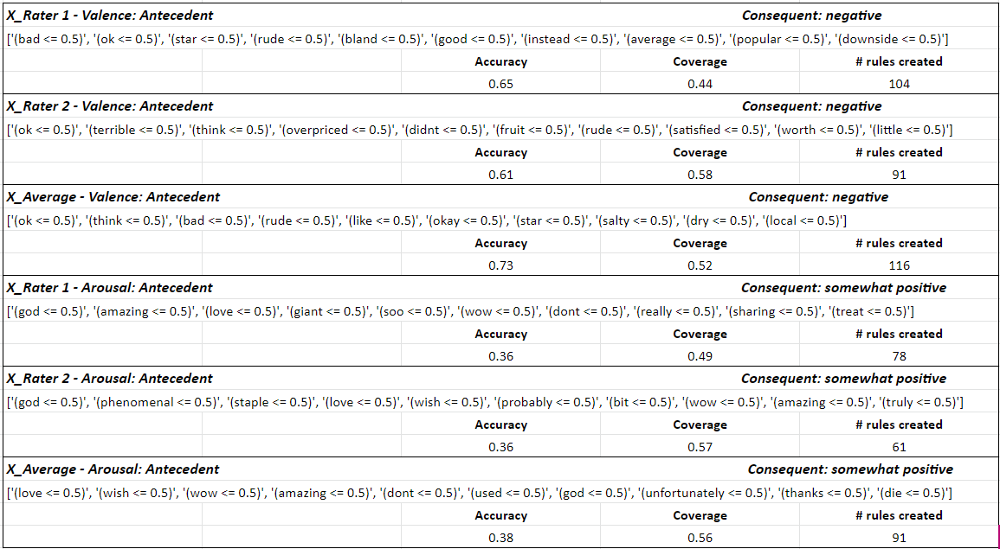 X_Rater 1 - Valence: Antecedent Consequent: negative
['(bad <= 0.5)', '(ok <= 0.5)', '(star <= 0.5)', '(rude <= 0.5)', '(bland <= 0.5)', '(good <= 0.5)', '(instead <= 0.5)', '(average <= 0.5)', '(popular <= 0.5)', '(downside <= 0.5)']
Accuracy Coverage # rules created
0.65 0.44 104
X_Rater 2 - Valence: Antecedent Consequent: negative
['(ok <= 0.5)', '(terrible <= 0.5)', '(think <= 0.5)', '(overpriced <= 0.5)', '(didnt <= 0.5)', '(fruit <= 0.5)', '(rude <= 0.5)', '(satisfied <= 0.5)', '(worth <= 0.5)', '(little <= 0.5)']
Accuracy Coverage # rules created
0.61 0.58 91
X_Average - Valence: Antecedent Consequent: negative
['(ok <= 0.5)', '(think <= 0.5)', '(bad <= 0.5)', '(rude <= 0.5)', '(like <= 0.5)', '(okay <= 0.5)', '(star <= 0.5)', '(salty <= 0.5)', '(dry <= 0.5)', '(local <= 0.5)']
Accuracy Coverage # rules created
0.73 0.52 116
X_Rater 1 - Arousal: Antecedent Consequent: somewhat positive
['(god <= 0.5)', '(amazing <= 0.5)', '(love <= 0.5)', '(giant <= 0.5)', '(soo <= 0.5)', '(wow <= 0.5)', '(dont <= 0.5)', '(really <= 0.5)', '(sharing <= 0.5)', '(treat <= 0.5)']
Accuracy Coverage # rules created
0.36 0.49 78
X_Rater 2 - Arousal: Antecedent Consequent: somewhat positive
['(god <= 0.5)', '(phenomenal <= 0.5)', '(staple <= 0.5)', '(love <= 0.5)', '(wish <= 0.5)', '(probably <= 0.5)', '(bit <= 0.5)', '(wow <= 0.5)', '(amazing <= 0.5)', '(truly <= 0.5)']
Accuracy Coverage # rules created
0.36 0.57 61
X_Average - Arousal: Antecedent Consequent: somewhat positive
['(love <= 0.5)', '(wish <= 0.5)', '(wow <= 0.5)', '(amazing <= 0.5)', '(dont <= 0.5)', '(used <= 0.5)', '(god <= 0.5)', '(unfortunately <= 0.5)', '(thanks <= 0.5)', '(die <= 0.5)']
Accuracy Coverage # rules created
0.38 0.56 91